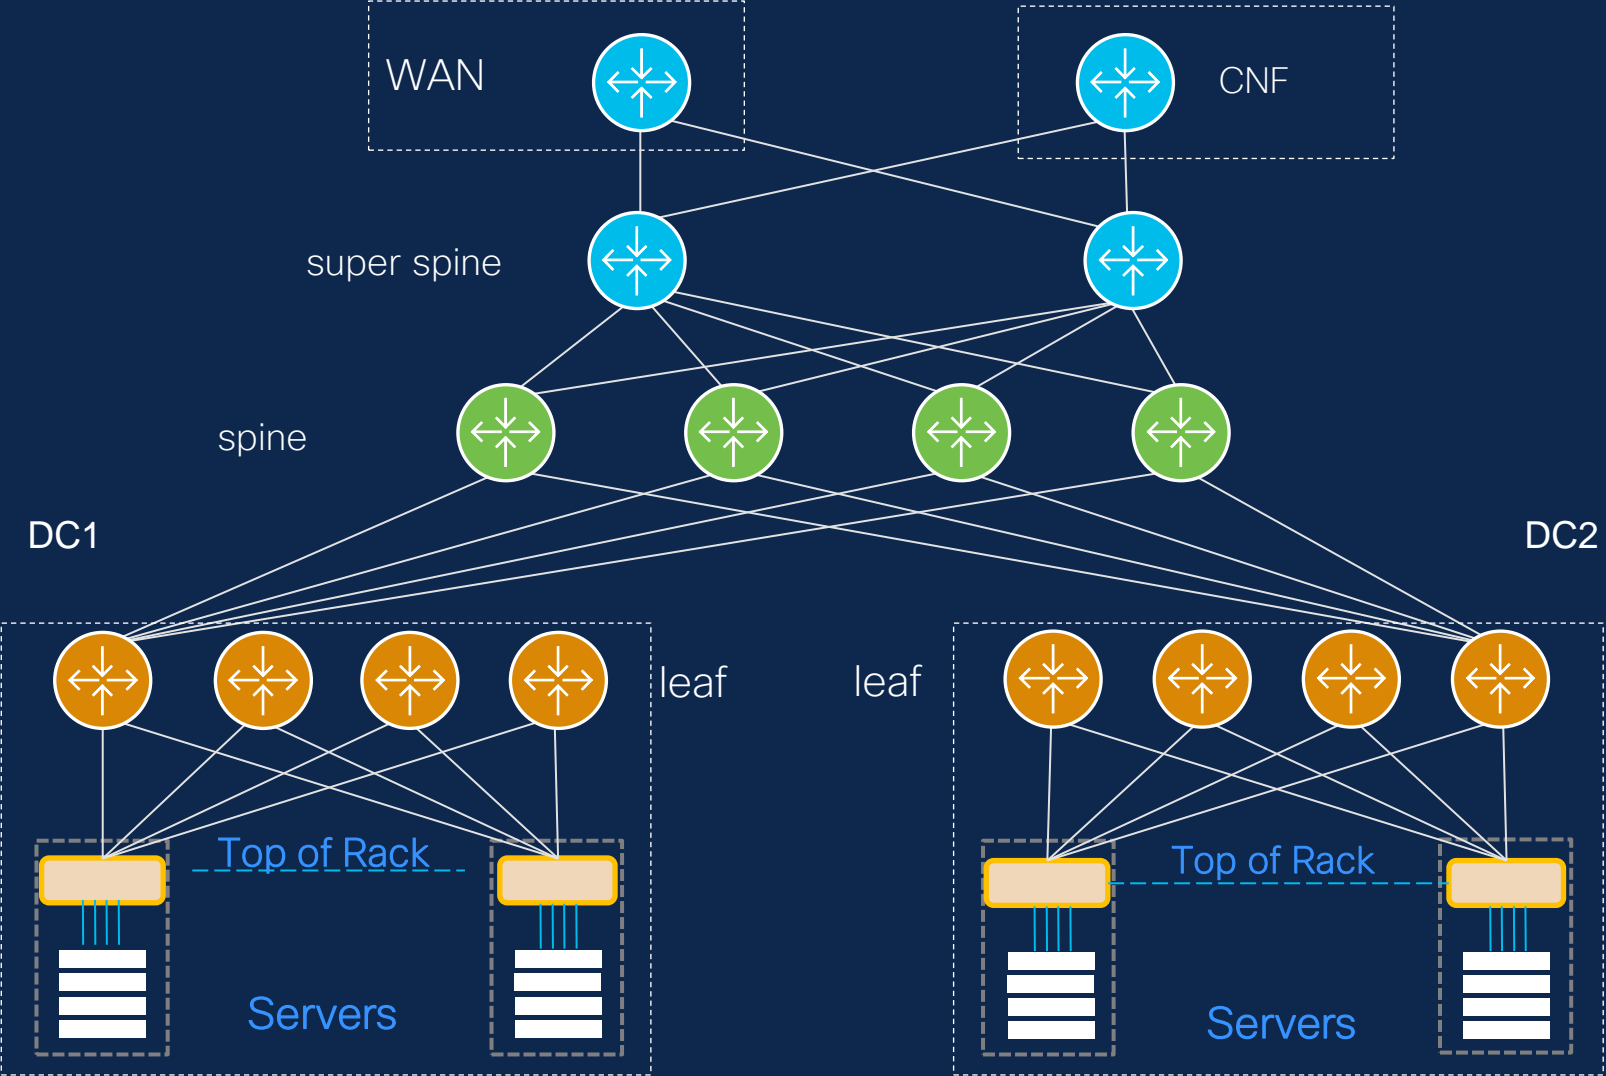 WAN
CNF
super spine
spine
DC1
DC2
leaf
leaf
Top of Rack
Top of Rack
Servers
Servers